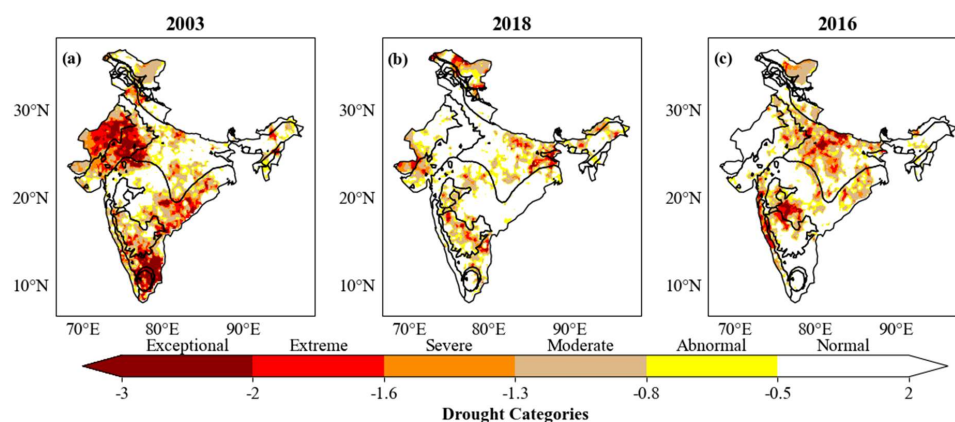 2003 2018 2016
(a) (b) (c)
30°N 30°N 30°N
20°N 20°N 20°N
10°N 10°N 10°N
70°E 80°E 90°E 70°E 80°E 90°E 70°E 80°E 90°E
Exceptional Extreme Severe Moderate Abnormal Normal
-3 -2 -1.6 -1.3 -0.8 -0.5 2
Drought Categories